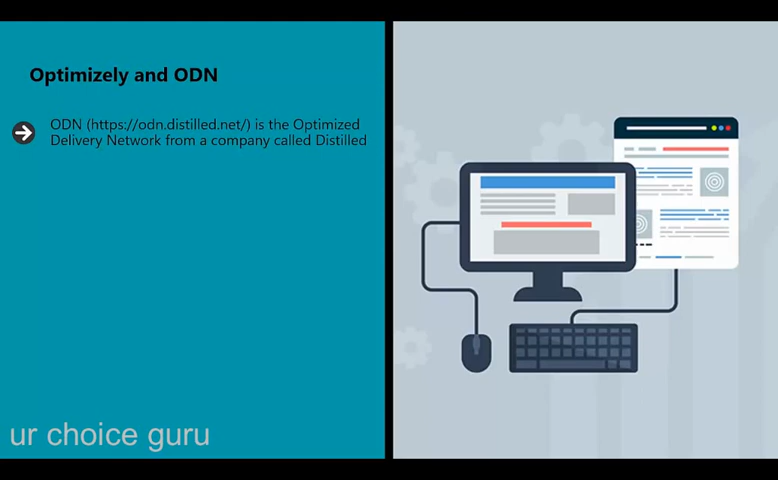 Optimizely and ODN
ODN (https://odn.distilled.net/) is the Optimized
Delivery Network from a company called Distilled
ur choice guru